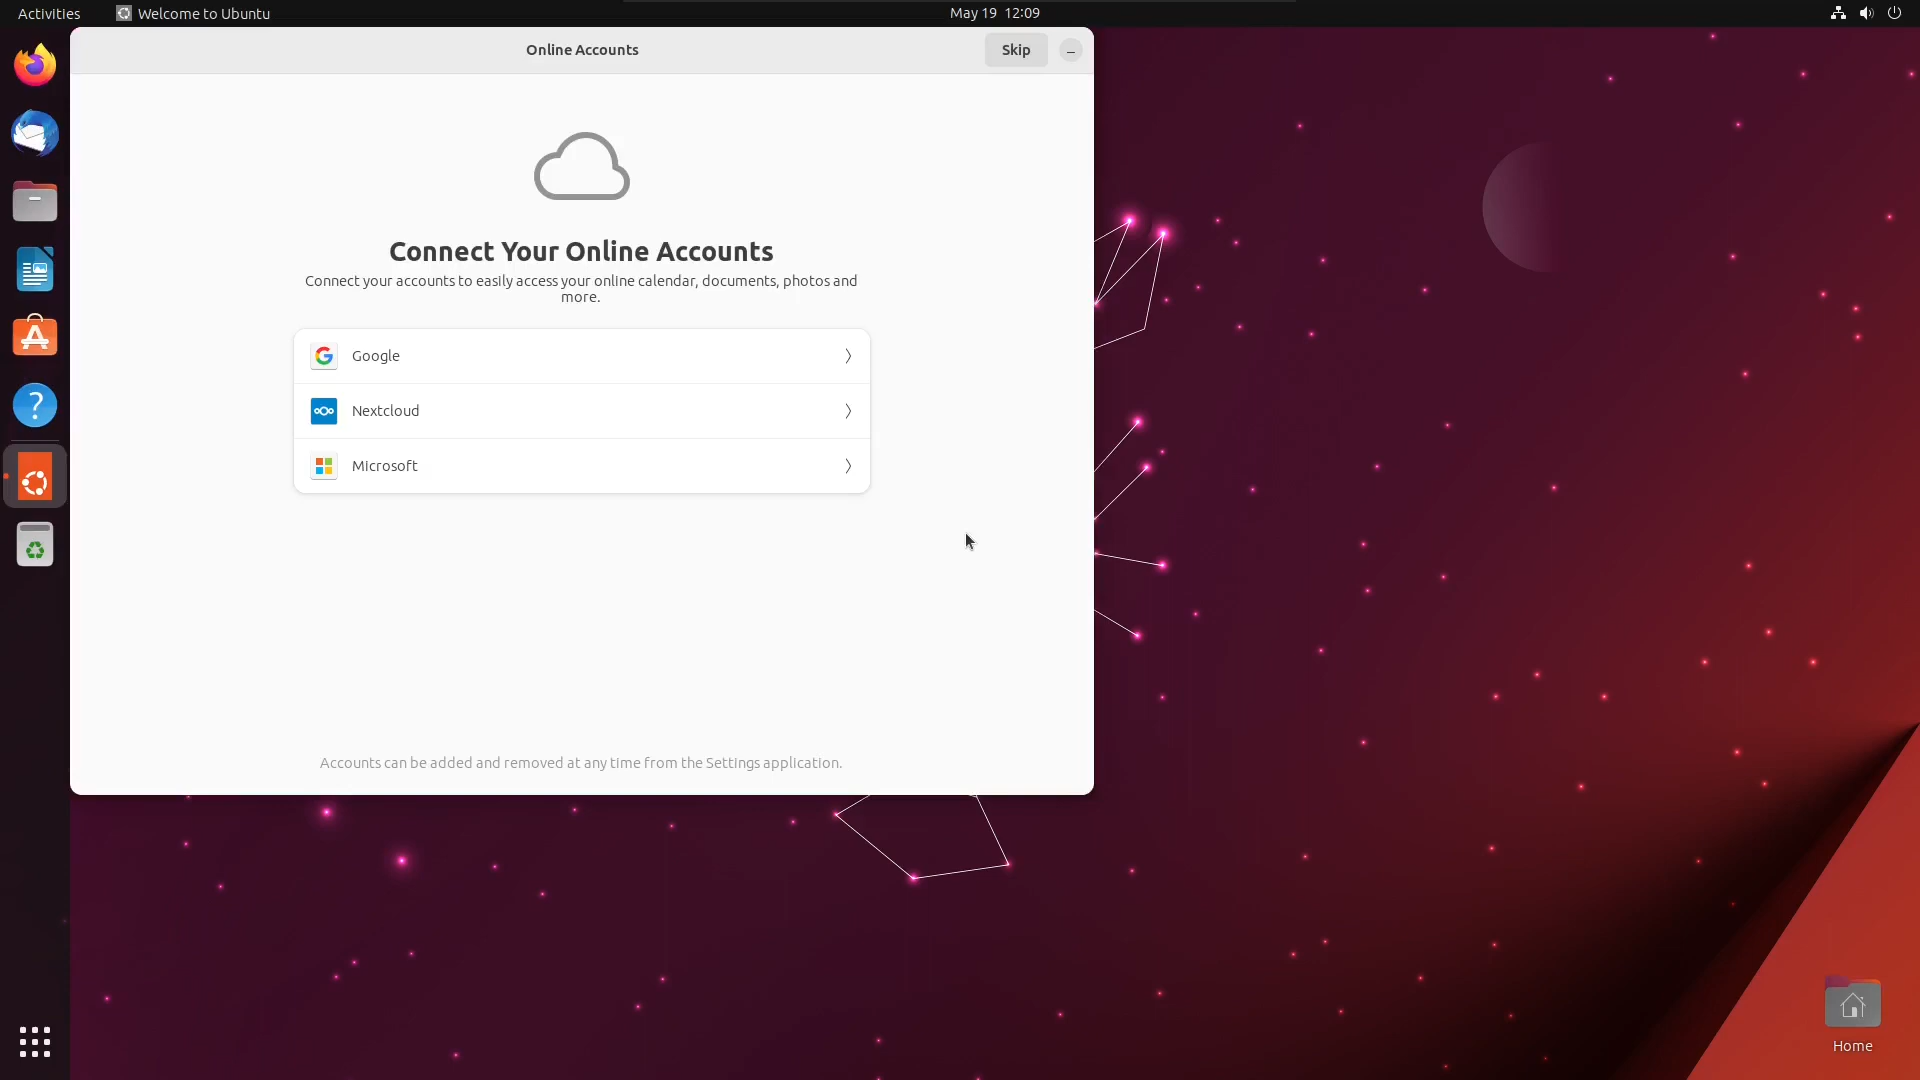 Activities
Welcome to Ubuntu
May 19 12:09
Online Accounts
Skip
Connect Your Online Accounts
Connect your accounts to easily access your online calendar, documents, photos and
more.
Google
Nextcloud
Microsoft
Accounts can be added and removed at any time from the Settings application.
Home